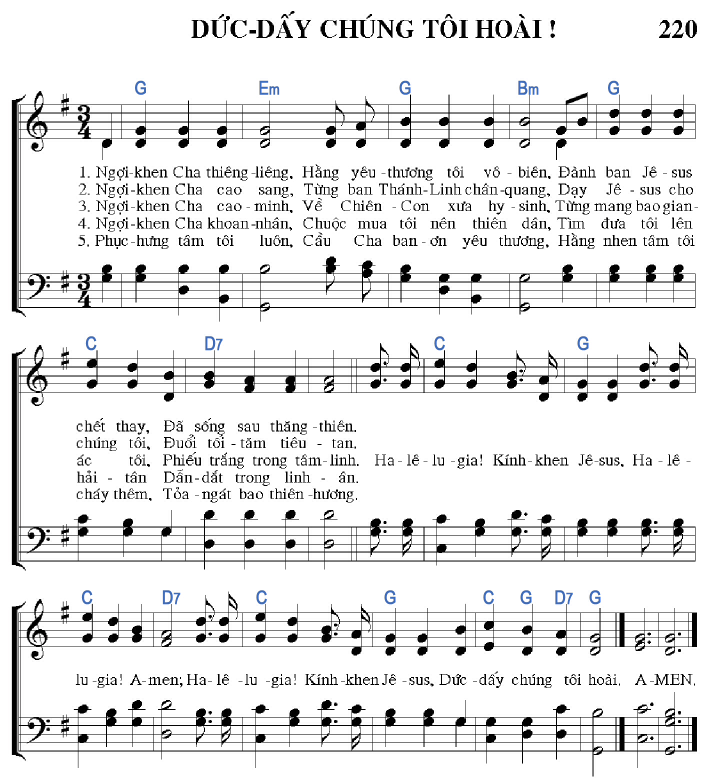 DỨC-DẤY CHÚNG TÔI HOÀI ! 220
G Em G Bm G
3 4
1. Ngợi-khen Cha thiêng-liêng, Hằng yêu-thương tôi vô-biên, Đành ban Jê-sus
2. Ngợi-khen Cha cao sang, Từng ban Thánh-Linh chân-quang, Dạy Jê-sus cho
3. Ngợi-khen Cha cao-minh, Về Chiên-Con xưa hy-sinh, Từng mang bao gian-
4. Ngợi-khen Cha khoan-nhân, Chuộc mua tôi nên thiên dân, Tìm đưa tôi lên
5. Phục-hưng tâm tôi luôn, Cầu Cha ban-ơn yêu thương, Hằng nhen tâm tôi
3 4
C D7 C G
chết thay, Đã sống sau thăng-thiên.
chúng tôi, Đuổi tối-tăm tiêu-tan.
ác tôi, Phiếu trắng trong tâm-linh. Ha-lê-lu-gia! Kính-khen Jê-sus, Ha-lê-
hải-tân Dẫn-dắt trong linh-ân.
cháy thêm, Tỏa-ngát bao thiên-hương.
C D7 C G C G D7 G
lu-gia! A-men; Ha-lê-lu-gia! Kính-khen Jê-sus, Dức-dấy chúng tôi hoài. A-MEN.